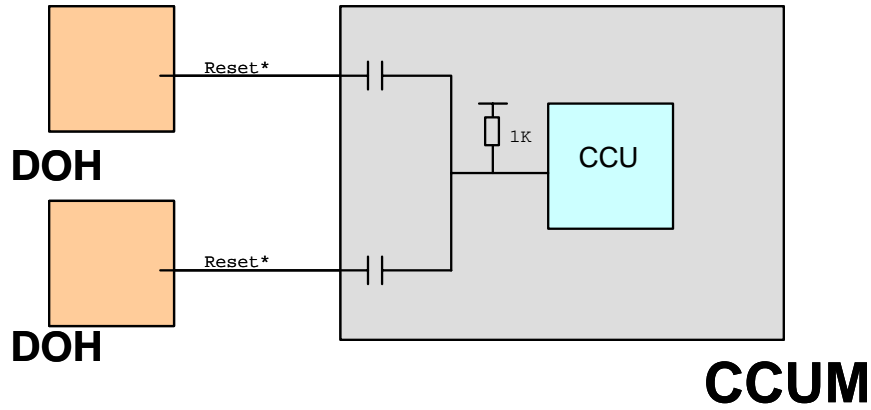 Reset*
DOH
1K
CCU
Reset*
DOH
CCUM